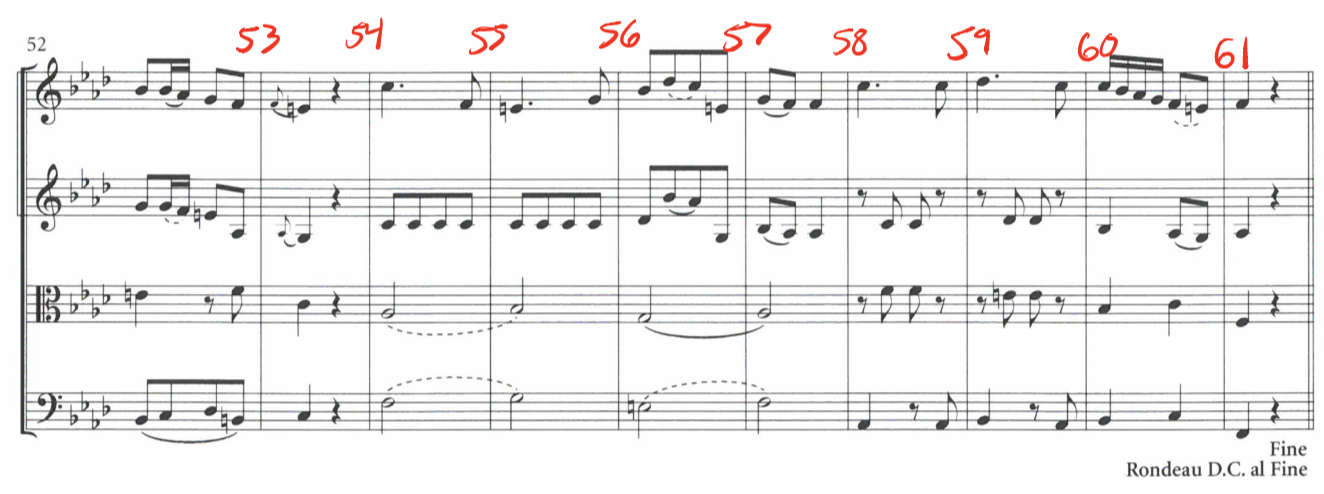 53 54 55 56 57 58 59 60 61
52
Fine
Rondeau D.C. al Fine